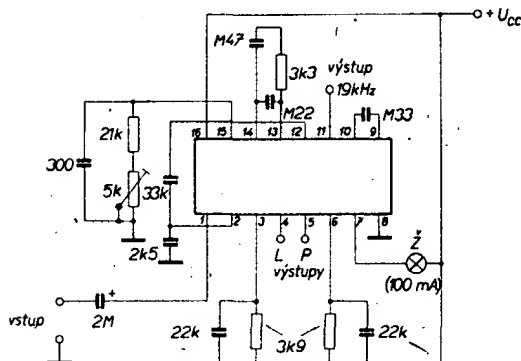 + Ucc
M47
3k3
výstup
19kHz
M22
M33
16 15 14 13 12 11 10 9
21k
300
5k
33k
1 2 3 4 5 6 7 8
2k5
L P
výstupy
Ž
(100 mA)
vstup
2M
+
22k
3k9
22k